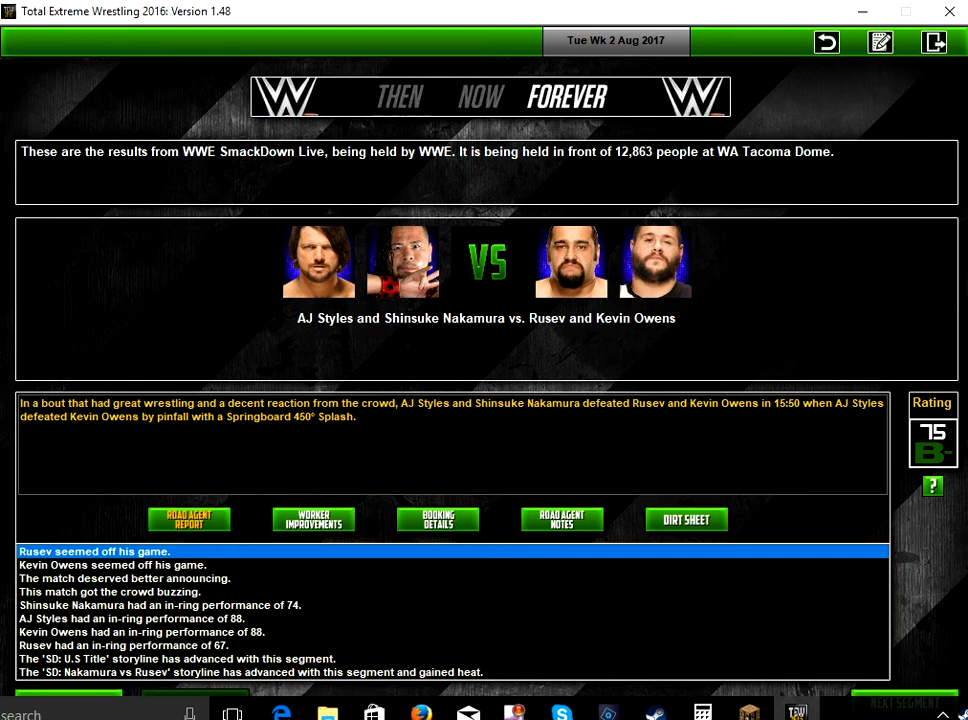 Total Extreme Wrestling 2016: Version 1.48
Tue Wk 2 Aug 2017
THEN NOW FOREVER
These are the results from WWE SmackDown Live, being held by WWE. It is being held in front of 12,863 people at WA Tacoma Dome.
VS
AJ Styles and Shinsuke Nakamura vs. Rusev and Kevin Owens
In a bout that had great wrestling and a decent reaction from the crowd, AJ Styles and Shinsuke Nakamura defeated Rusev and Kevin Owens in 15:50 when AJ Styles
defeated Kevin Owens by pinfall with a Springboard 450° Splash.
Rating
75
B-
?
ROAD AGENT REPORT
WORKER IMPROVEMENTS
BOOKING DETAILS
ROAD AGENT NOTES
DIRT SHEET
Rusev seemed off his game.
Kevin Owens seemed off his game.
The match deserved better announcing.
This match got the crowd buzzing.
Shinsuke Nakamura had an in-ring performance of 74.
AJ Styles had an in-ring performance of 88.
Kevin Owens had an in-ring performance of 88.
Rusev had an in-ring performance of 67.
The 'SD: U.S Title' storyline has advanced with this segment.
The 'SD: Nakamura vs Rusev' storyline has advanced with this segment and gained heat.
NEXT SEGMENT
search